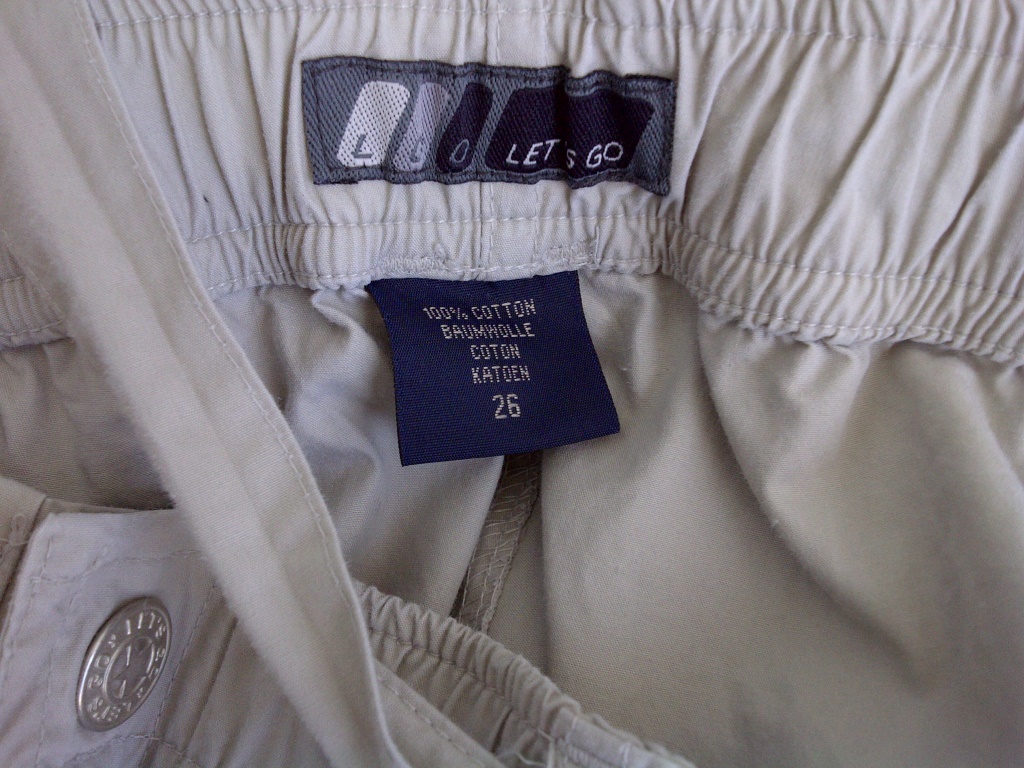 LET'S GO
100% COTTON
BAUMWOLLE
COTON
KATOEN
26